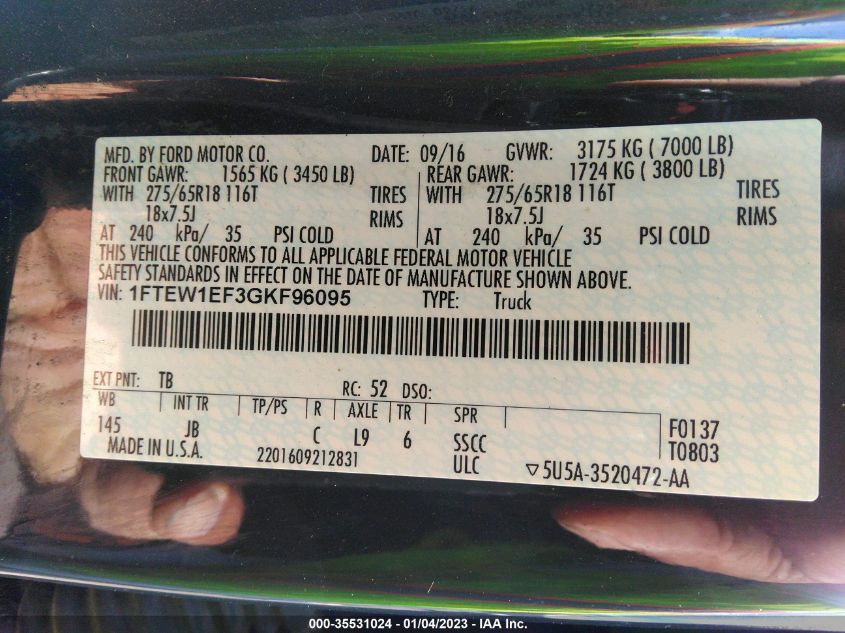 MFD. BY FORD MOTOR CO. DATE: 09/16 GVWR: 3175 KG ( 7000 LB)
FRONT GAWR: 1565 KG ( 3450 LB) REAR GAWR: 1724 KG ( 3800 LB)
WITH 275/65R18 116T TIRES WITH 275/65R18 116T TIRES
18x7.5J RIMS 18x7.5J RIMS
AT 240 kPa/ 35 PSI COLD AT 240 kPa/ 35 PSI COLD
THIS VEHICLE CONFORMS TO ALL APPLICABLE FEDERAL MOTOR VEHICLE
SAFETY STANDARDS IN EFFECT ON THE DATE OF MANUFACTURE SHOWN ABOVE.
VIN: 1FTEW1EF3GKF96095 TYPE: Truck
EXT PNT: TB RC: 52 DSO:
WB INT TR TP/PS R AXLE TR SPR
145 JB C L9 6 SSCC F0137
MADE IN U.S.A. 2201609212831 ULC T0803
▽5U5A-3520472-AA
000-35531024 - 01/04/2023 - IAA Inc.